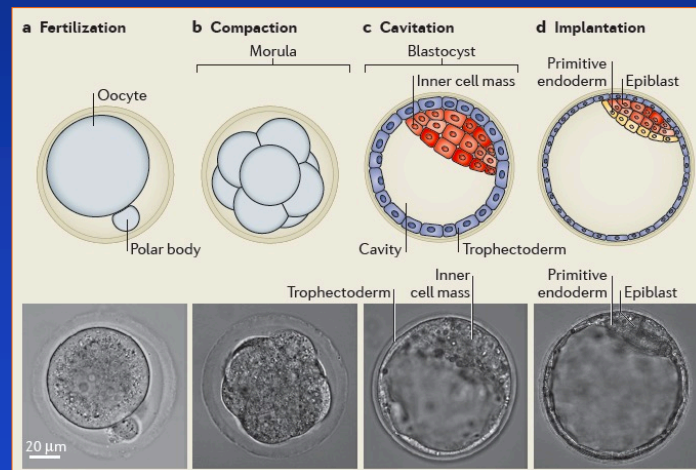 a Fertilization
b Compaction
c Cavitation
d Implantation
Morula
Blastocyst
Oocyte
Inner cell mass
Primitive
endoderm
Epiblast
Polar body
Cavity
Trophectoderm
Trophectoderm
Inner
cell mass
Primitive
endoderm
Epiblast
20 μm